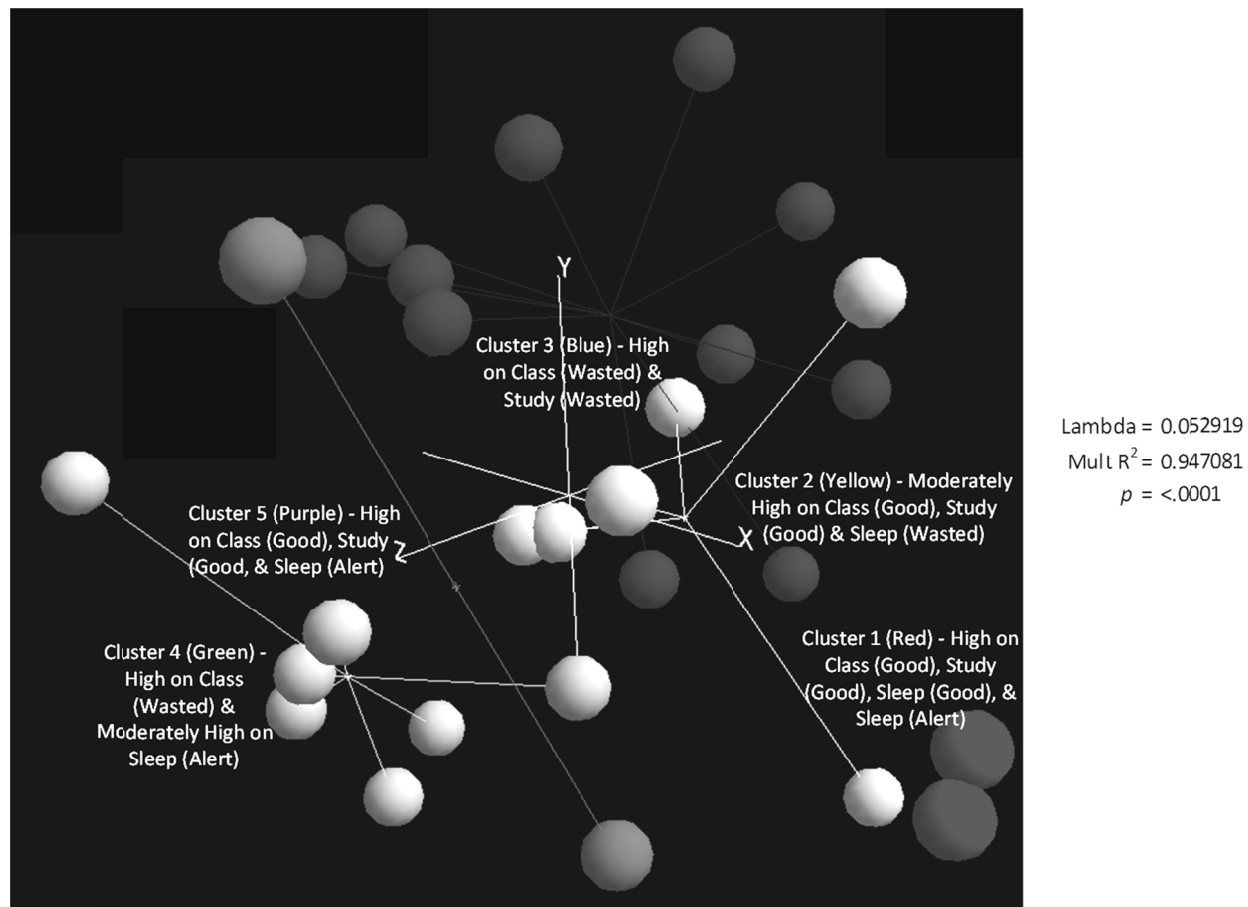 Y
Cluster 3 (Blue) - High
on Class (Wasted) &
Study (Wasted)
Cluster 2 (Yellow) - Moderately
High on Class (Good), Study
(Good) & Sleep (Wasted)
X
Cluster 5 (Purple) - High
on Class (Good), Study
(Good, & Sleep (Alert)
Z
Cluster 4 (Green) -
High on Class
(Wasted) &
Moderately High on
Sleep (Alert)
Cluster 1 (Red) - High on
Class (Good), Study
(Good), Sleep (Good), &
Sleep (Alert)
Lambda = 0.052919
Mult R² = 0.947081
p = <.0001